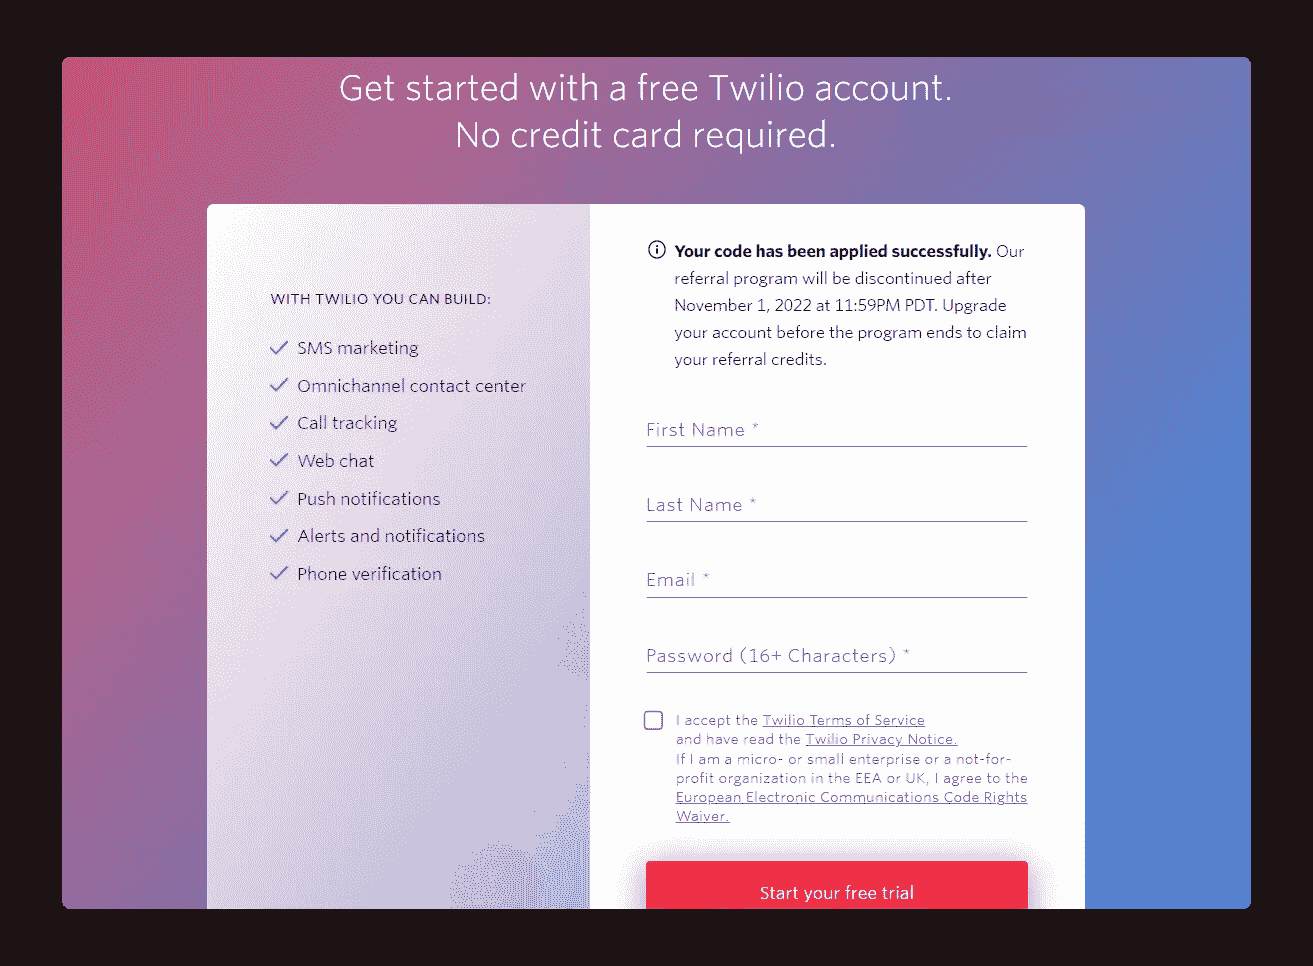 Get started with a free Twilio account.
No credit card required.
WITH TWILIO YOU CAN BUILD:
SMS marketing
Omnichannel contact center
Call tracking
Web chat
Push notifications
Alerts and notifications
Phone verification
Your code has been applied successfully. Our
referral program will be discontinued after
November 1, 2022 at 11:59PM PDT. Upgrade
your account before the program ends to claim
your referral credits.
First Name *
Last Name *
Email *
Password (16+ Characters) *
I accept the Twilio Terms of Service
and have read the Twilio Privacy Notice.
If I am a micro- or small enterprise or a not-for-
profit organization in the EEA or UK, I agree to the
European Electronic Communications Code Rights
Waiver.
Start your free trial